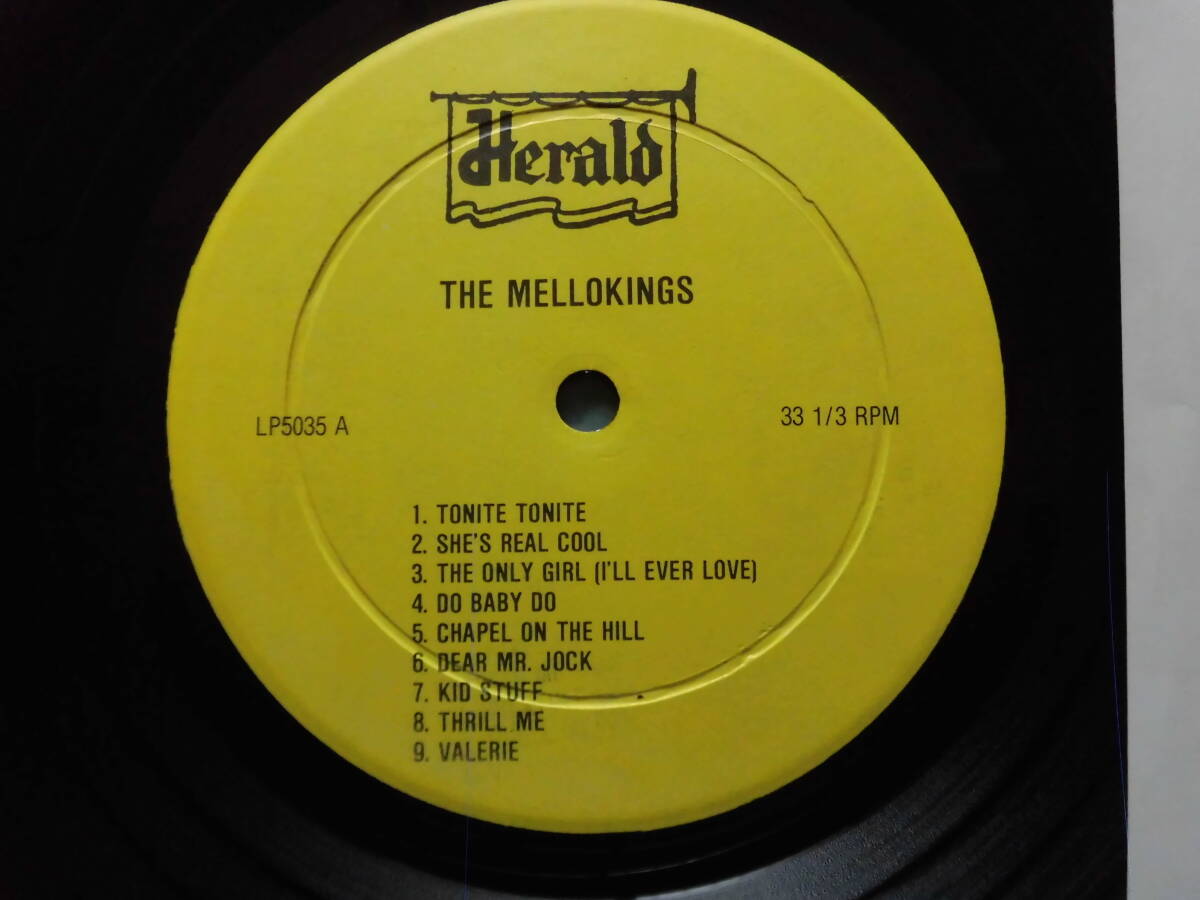 Herald
THE MELLOKINGS
LP5035 A
33 1/3 RPM
1. TONITE TONITE
2. SHE'S REAL COOL
3. THE ONLY GIRL (I'LL EVER LOVE)
4. DO BABY DO
5. CHAPEL ON THE HILL
6. DEAR MR. JOCK
7. KID STUFF
8. THRILL ME
9. VALERIE